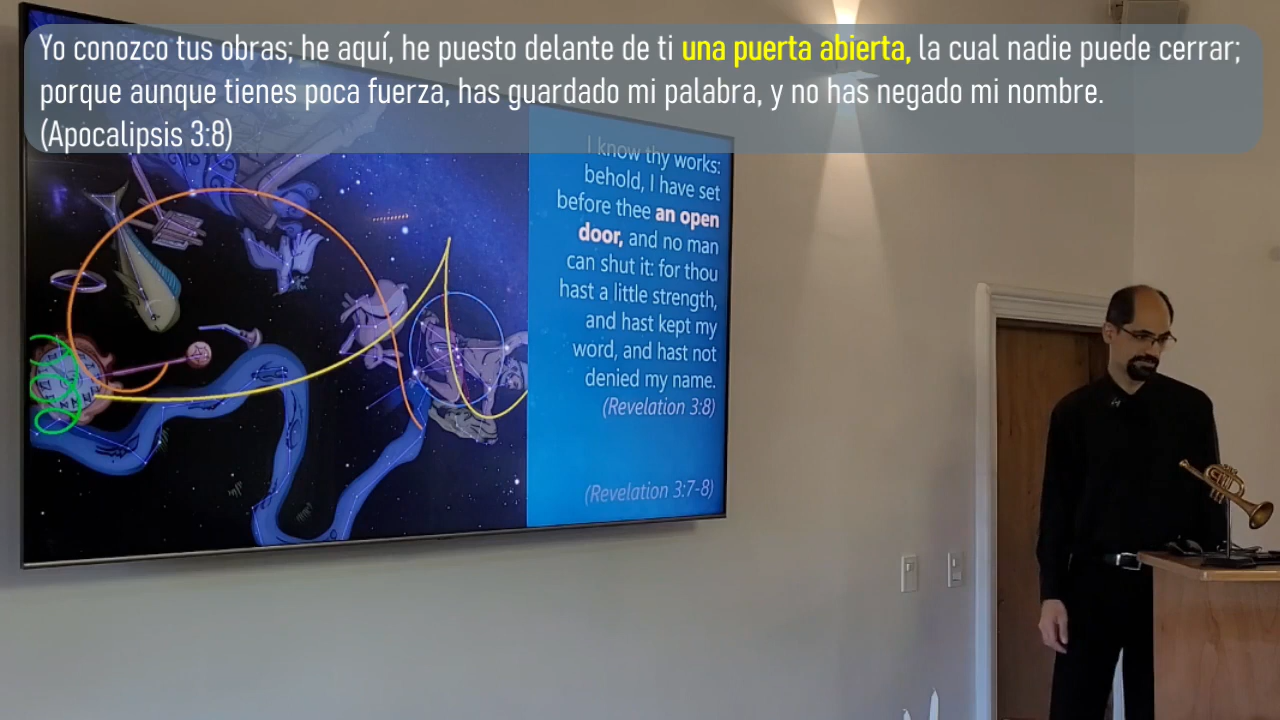 Yo conozco tus obras; he aquí, he puesto delante de ti una puerta abierta, la cual nadie puede cerrar;
porque aunque tienes poca fuerza, has guardado mi palabra, y no has negado mi nombre.
(Apocalipsis 3:8)
I know thy works:
behold, I have set
before thee an open
door, and no man
can shut it: for thou
hast a little strength,
and hast kept my
word, and hast not
denied my name.
(Revelation 3:8)
(Revelation 3:7-8)